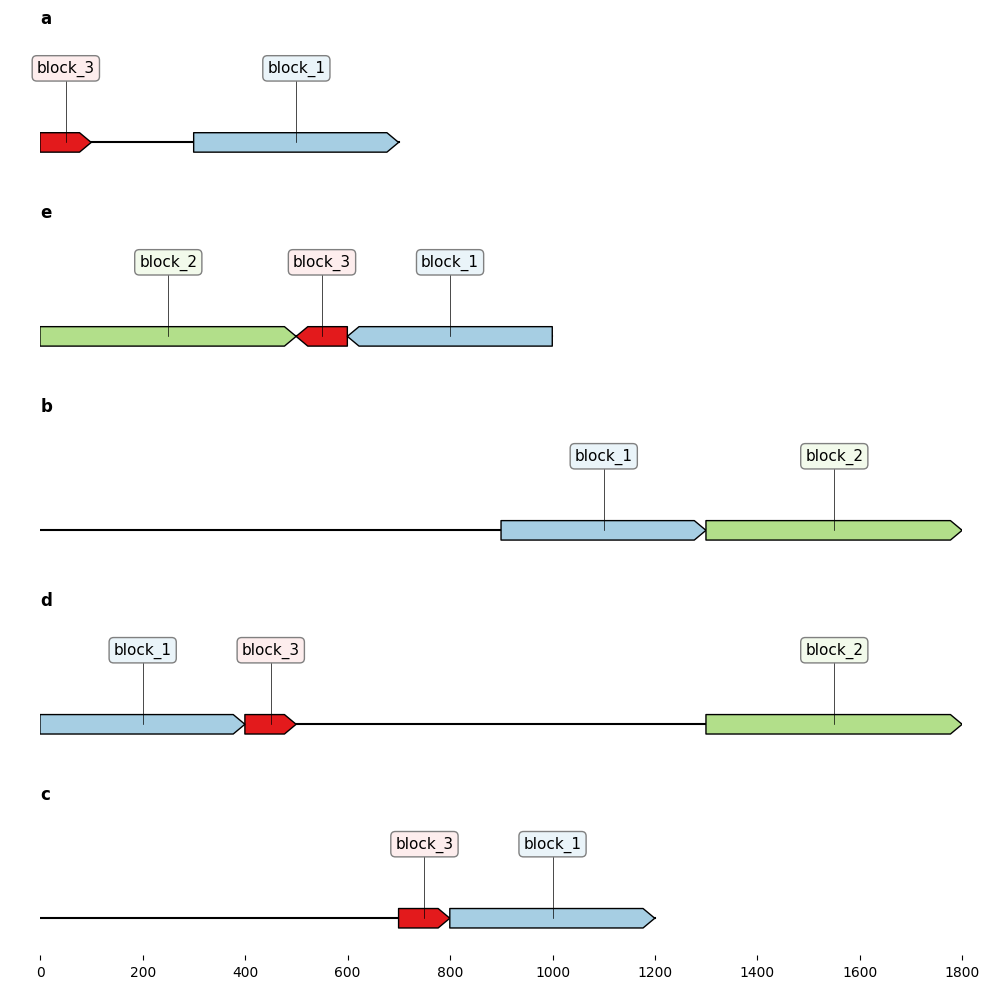 a
block_3 block_1
e
block_2 block_3 block_1
b
block_1 block_2
d
block_1 block_3 block_2
c
block_3 block_1
0 200 400 600 800 1000 1200 1400 1600 1800